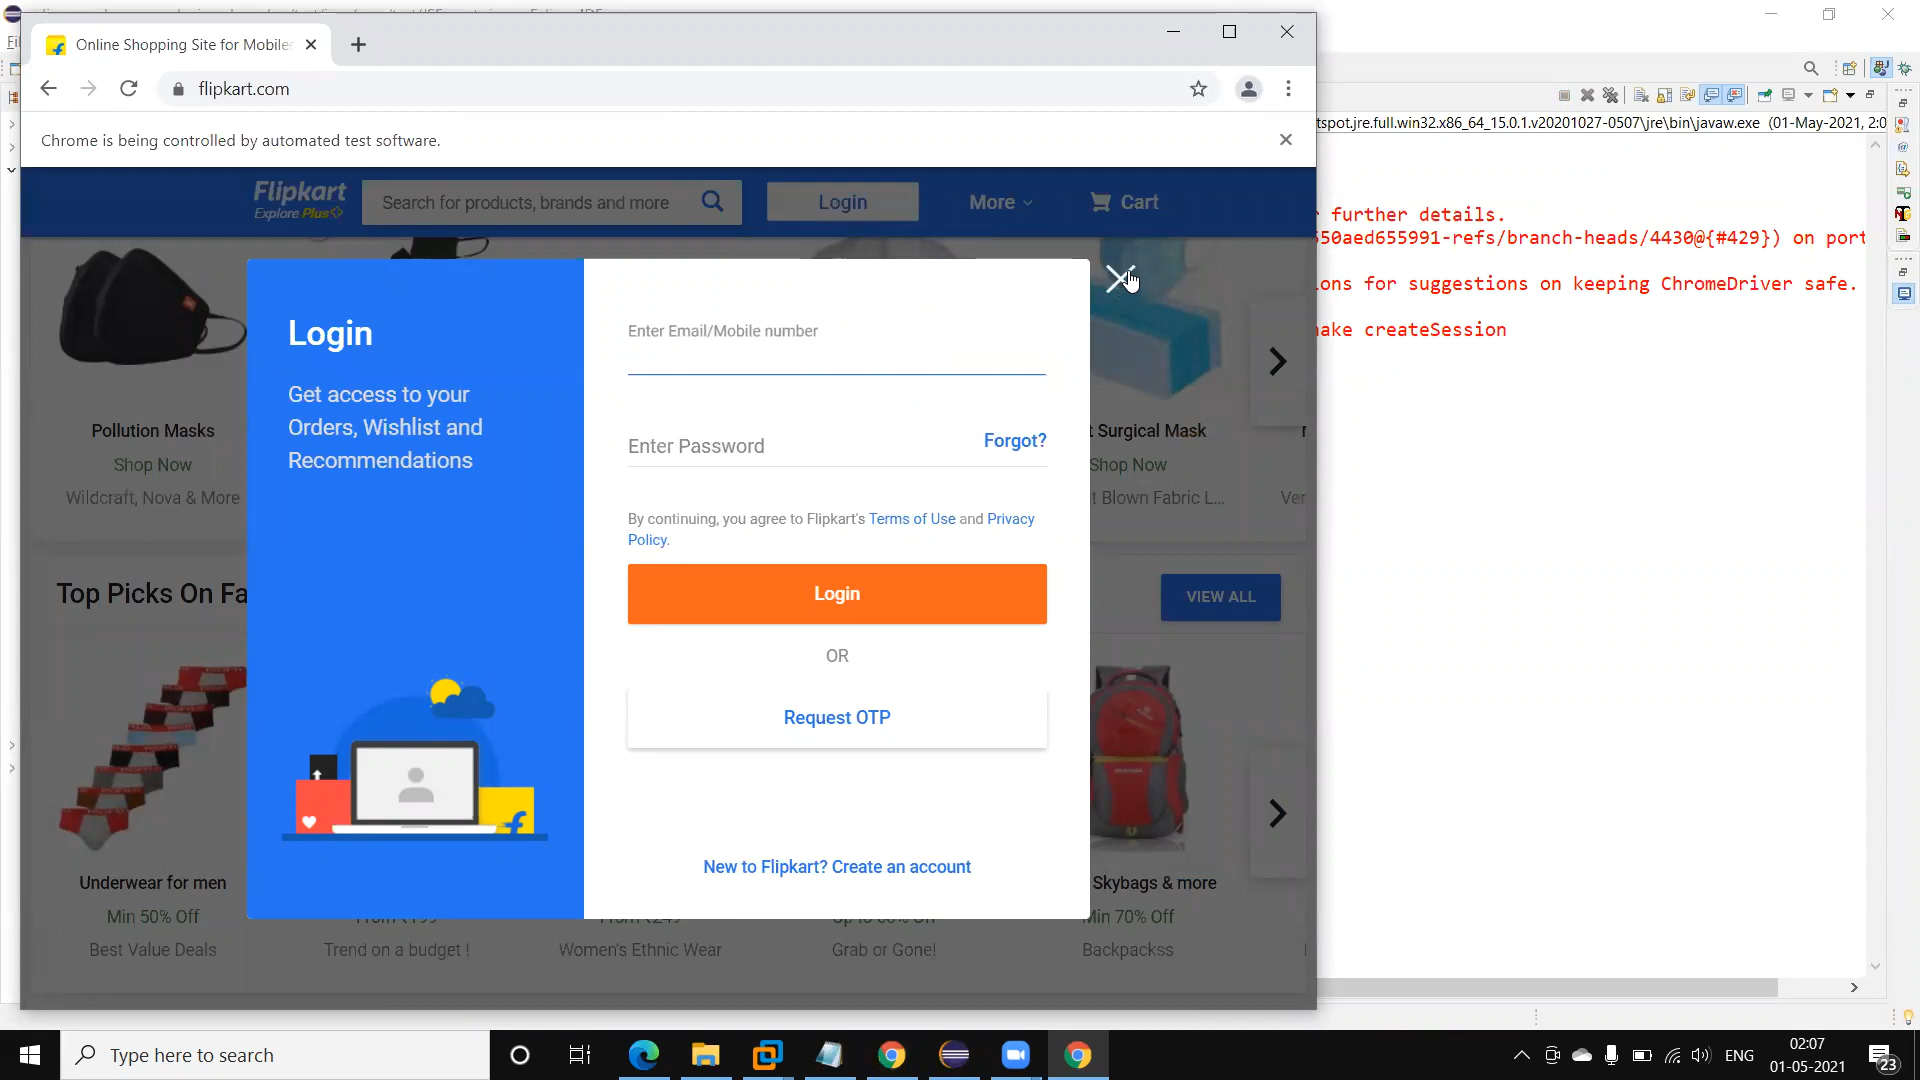 Online Shopping Site for Mobiles
flipkart.com
Chrome is being controlled by automated test software.
Flipkart
Explore Plus
Search for products, brands and more
Login
More
Cart
tspot.jre.full.win32.x86_64_15.0.1.v20201027-0507\jre\bin\javaw.exe (01-May-2021, 2:0
further details.
50aed655991-refs/branch-heads/4430@{#429}) on port
ons for suggestions on keeping ChromeDriver safe.
ake createSession
Login
Get access to your
Orders, Wishlist and
Recommendations
Enter Email/Mobile number
Enter Password
Forgot?
By continuing, you agree to Flipkart's Terms of Use and Privacy
Policy.
Login
OR
Request OTP
New to Flipkart? Create an account
Pollution Masks
Shop Now
Wildcraft, Nova & More
t Surgical Mask
Shop Now
t Blown Fabric L...
Ver
Top Picks On Fa
VIEW ALL
Underwear for men
Min 50% Off
Best Value Deals
Trend on a budget !
Women's Ethnic Wear
Grab or Gone!
Skybags & more
Min 70% Off
Backpackss
Type here to search
ENG
02:07
01-05-2021
23